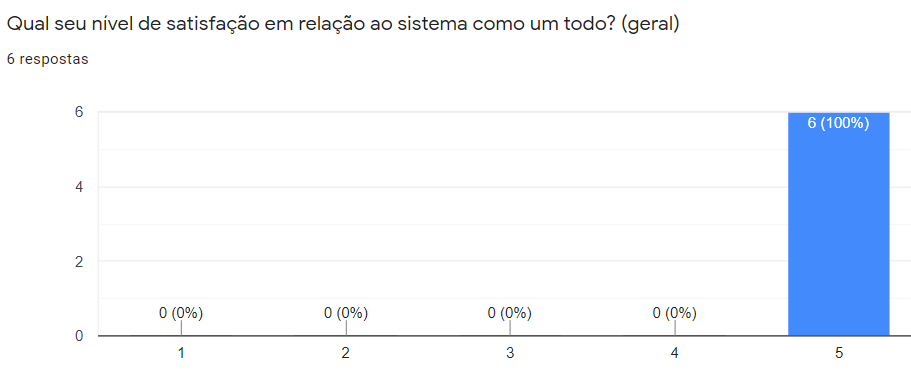 Qual seu nível de satisfação em relação ao sistema como um todo? (geral)
6 respostas
6
6 (100%)
4
2
0 (0%) 0 (0%) 0 (0%) 0 (0%)
0
1 2 3 4 5